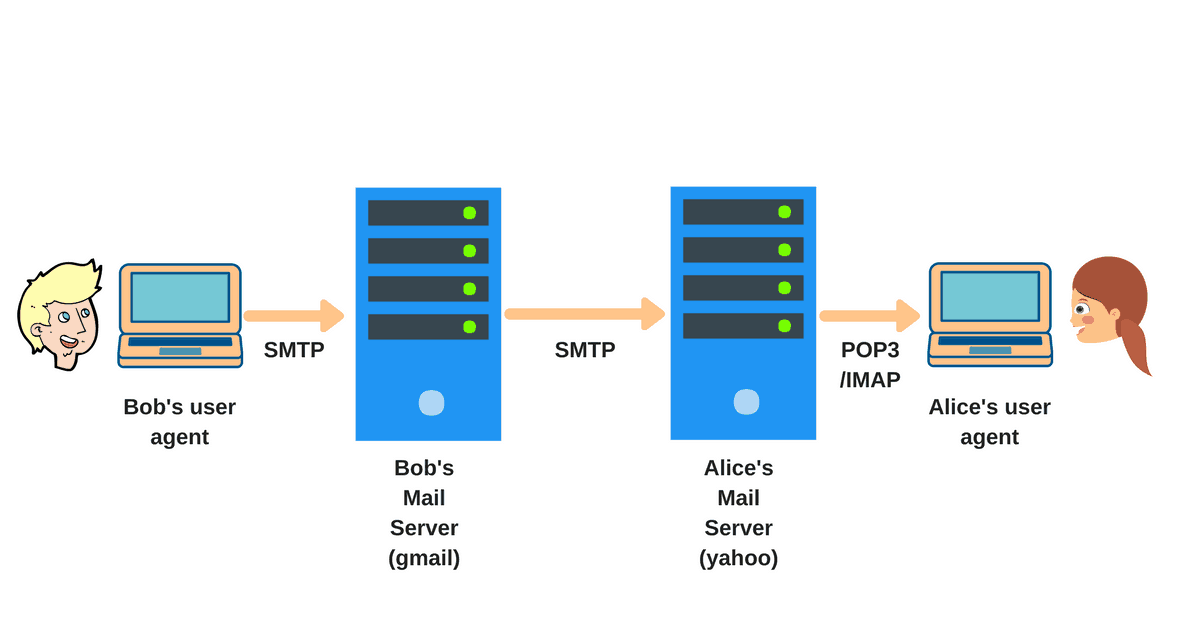 SMTP
SMTP
POP3
/IMAP
Bob's user
agent
Alice's user
agent
Bob's
Mail
Server
(gmail)
Alice's
Mail
Server
(yahoo)